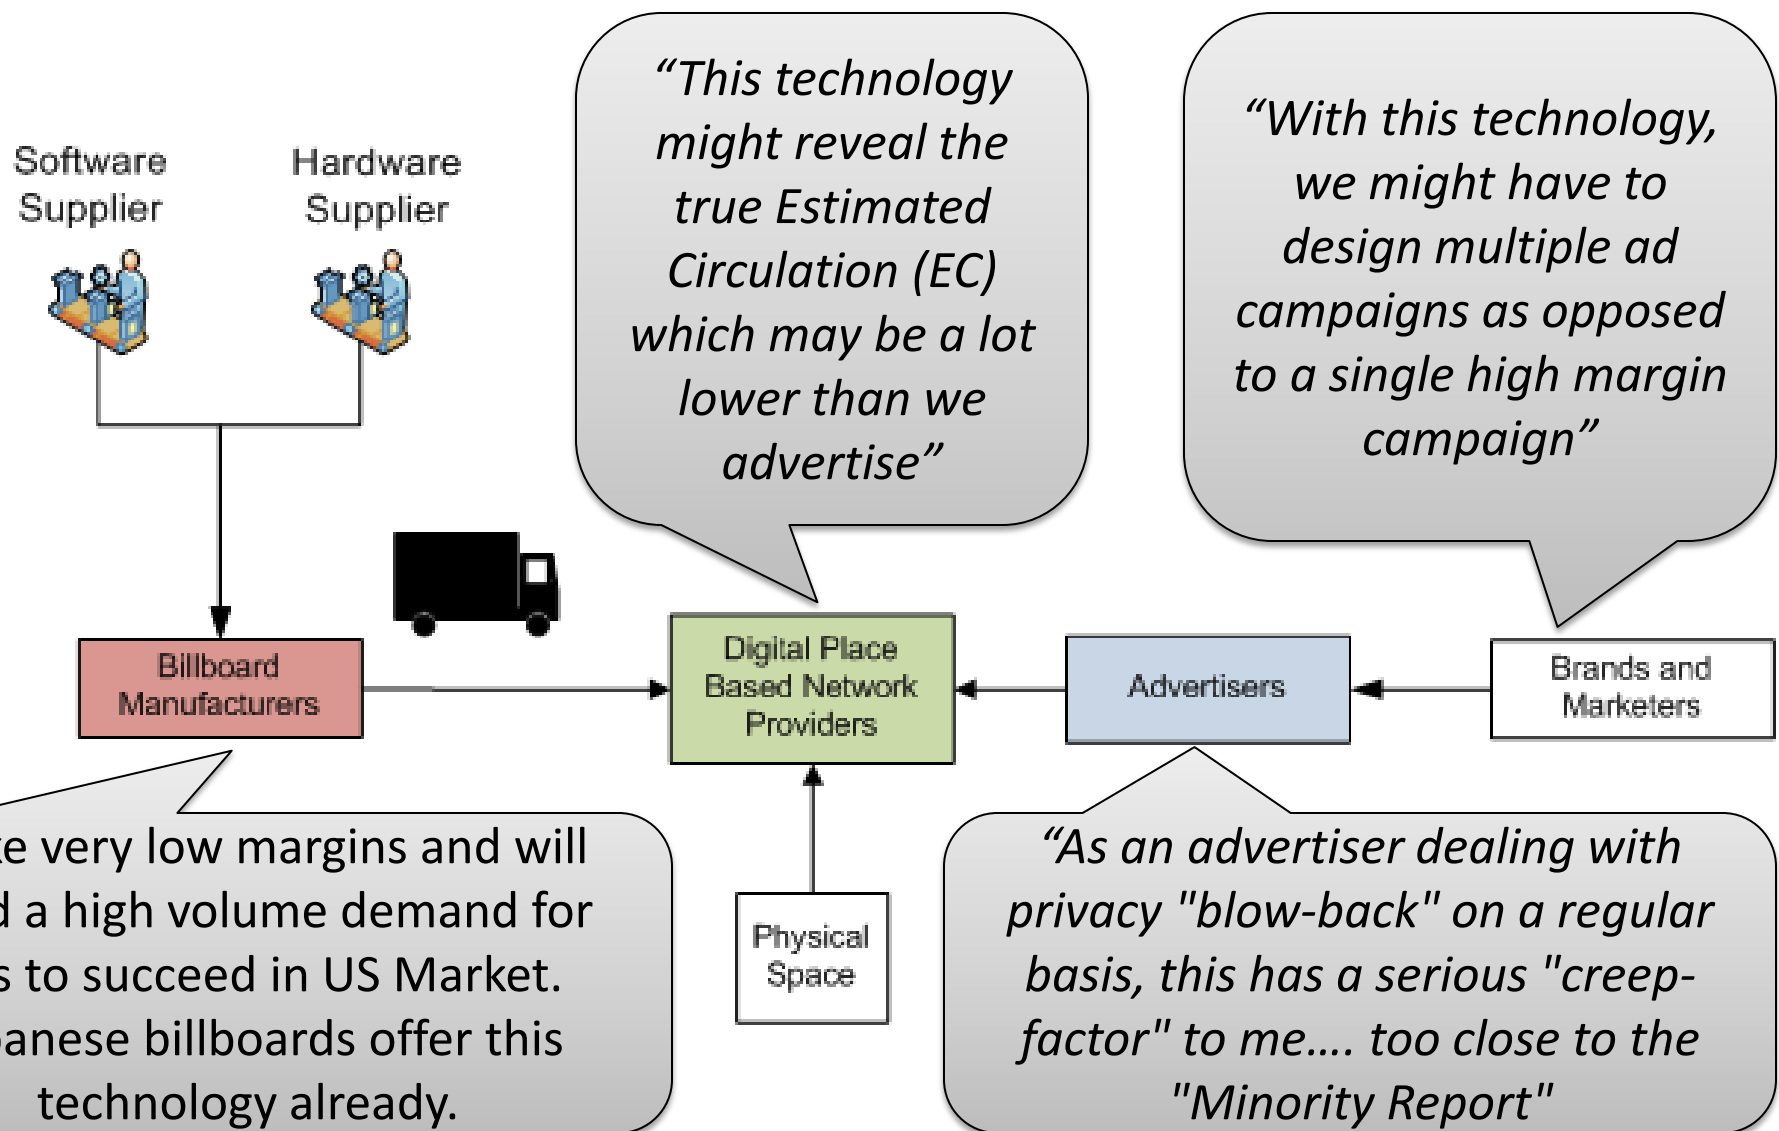 “This technology
might reveal the
true Estimated
Circulation (EC)
which may be a lot
lower than we
advertise”
“With this technology,
we might have to
design multiple ad
campaigns as opposed
to a single high margin
campaign”
Software
Supplier
Hardware
Supplier
Billboard
Manufacturers
Digital Place
Based Network
Providers
Advertisers
Brands and
Marketers
very low margins and will
a high volume demand for
to succeed in US Market.
billboards offer this
technology already.
Physical
Space
“As an advertiser dealing with
privacy "blow-back" on a regular
basis, this has a serious "creep-
factor" to me…. too close to the
"Minority Report"